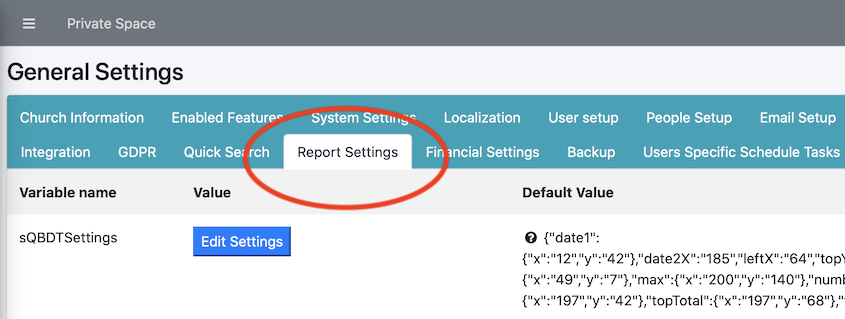 Private Space
General Settings
Church Information Enabled Features System Settings Localization User setup People Setup Email Setup
Integration GDPR Quick Search Report Settings Financial Settings Backup Users Specific Schedule Tasks
Variable name Value Default Value
sQBDTSettings Edit Settings {"date1":
{"x":"12","y":"42"},"date2X":"185","leftX":"64","topY
{"x":"49","y":"7"},"max":{"x":"200","y":"140"},"numb
{"x":"197","y":"42"},"topTotal":{"x":"197","y":"68"},"